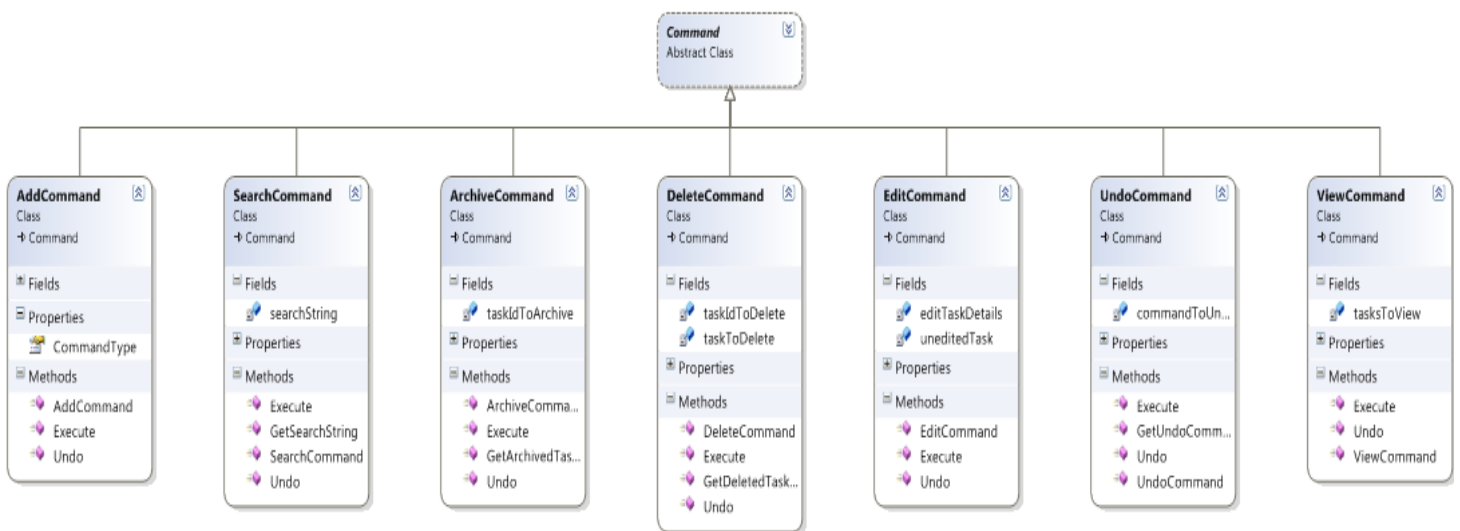 Command
Abstract Class
AddCommand
Class
Command
Fields
Properties
CommandType
Methods
AddCommand
Execute
Undo
SearchCommand
Class
Command
Fields
searchString
Properties
Methods
Execute
GetSearchString
SearchCommand
Undo
ArchiveCommand
Class
Command
Fields
taskIdToArchive
Properties
Methods
ArchiveComma...
Execute
GetArchivedTas...
Undo
DeleteCommand
Class
Command
Fields
taskIdToDelete
taskToDelete
Properties
Methods
DeleteCommand
Execute
GetDeletedTask...
Undo
EditCommand
Class
Command
Fields
editTaskDetails
uneditedTask
Properties
Methods
EditCommand
Execute
Undo
UndoCommand
Class
Command
Fields
commandToUn...
Properties
Methods
Execute
GetUndoComm...
Undo
UndoCommand
ViewCommand
Class
Command
Fields
tasksToView
Properties
Methods
Execute
Undo
ViewCommand